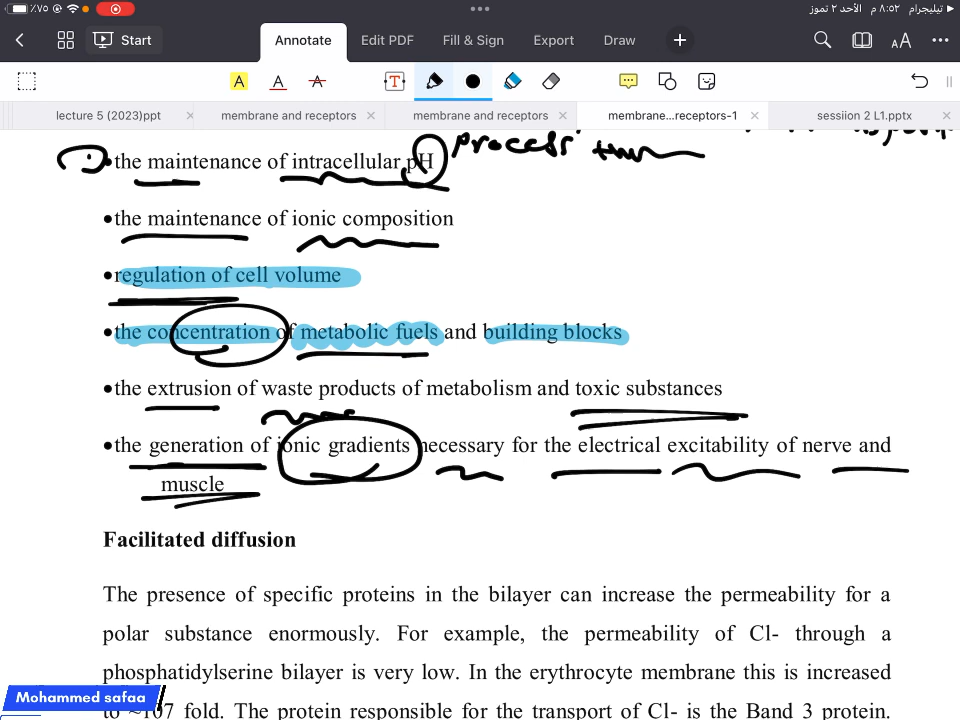 ٪٧٥ تيليجرام ٨:٥٢ م الأحد ٢ تموز
Start Annotate Edit PDF Fill & Sign Export Draw
lecture 5 (2023)ppt membrane and receptors membrane and receptors membrane...receptors-1 sessiion 2 L1.pptx
process
•the maintenance of intracellular pH
•the maintenance of ionic composition
•regulation of cell volume
•the concentration of metabolic fuels and building blocks
•the extrusion of waste products of metabolism and toxic substances
•the generation of ionic gradients necessary for the electrical excitability of nerve and
muscle
Facilitated diffusion
The presence of specific proteins in the bilayer can increase the permeability for a
polar substance enormously. For example, the permeability of Cl- through a
phosphatidylserine bilayer is very low. In the erythrocyte membrane this is increased
to ~107 fold. The protein responsible for the transport of Cl- is the Band 3 protein.
Mohammed safaa